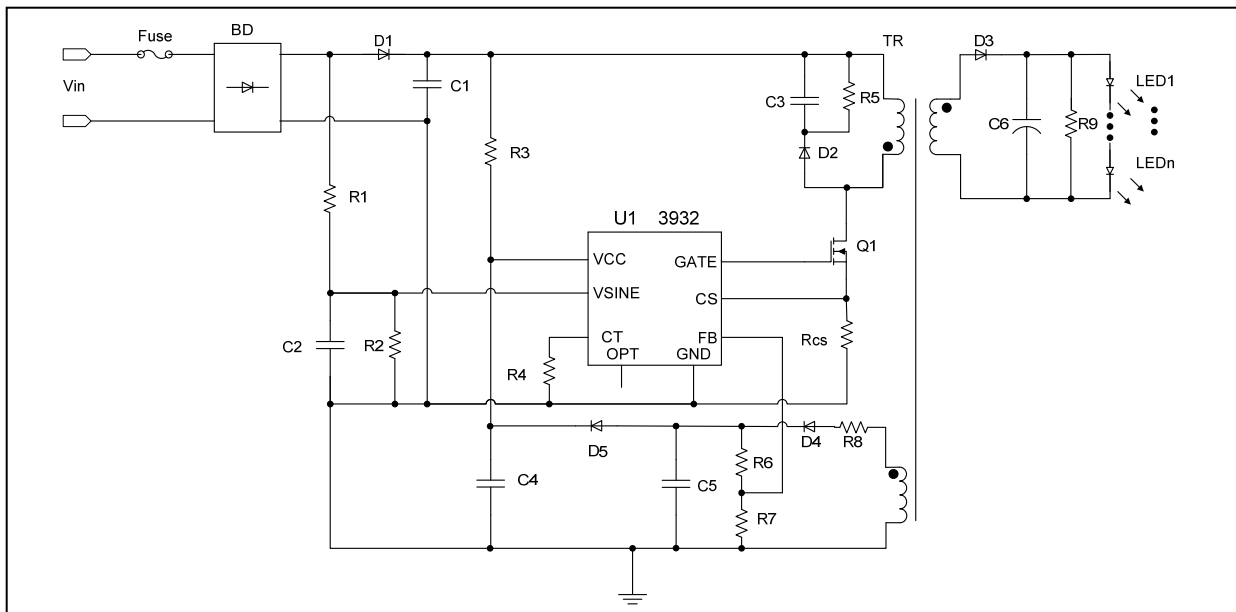 Fuse
BD
D1
TR
D3
Vin
C1
C3
R5
C6
R9
LED1
R3
D2
LEDn
R1
U1 3932
Q1
VCC
GATE
VSINE
CS
C2
R2
CT
FB
Rcs
R4
OPT
GND
D5
D4
R8
R6
C4
C5
R7